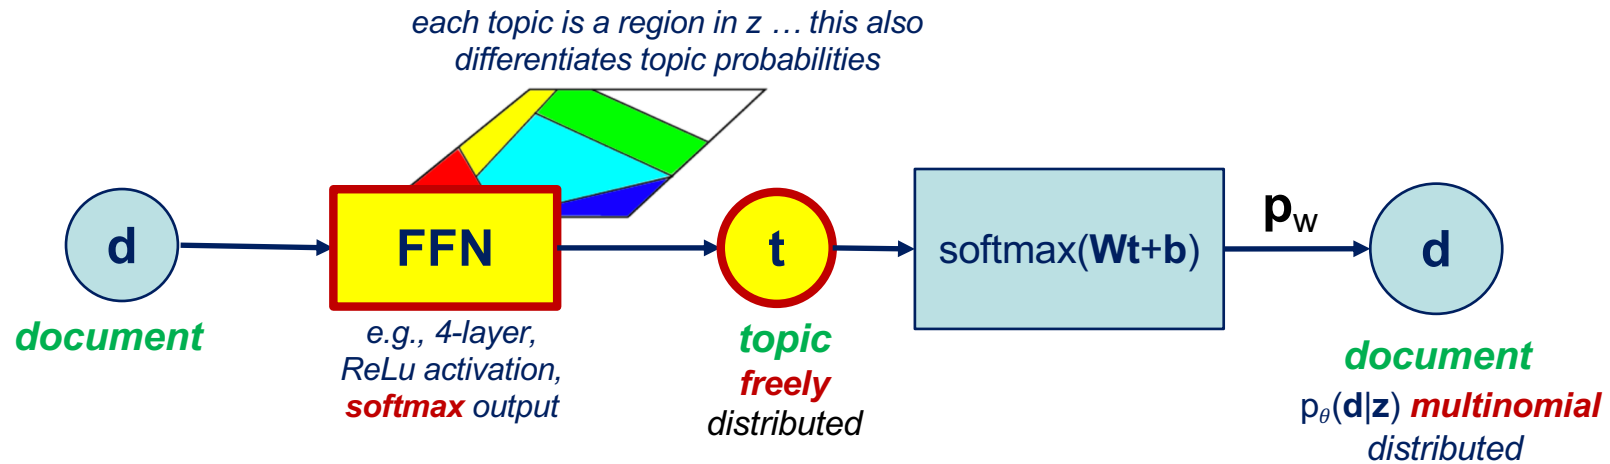 each topic is a region in z … this also
differentiates topic probabilities
d
document
FFN
e.g., 4-layer,
ReLu activation,
softmax output
t
topic
freely
distributed
softmax(Wt+b)
pw
d
document
pθ(d|z) multinomial
distributed